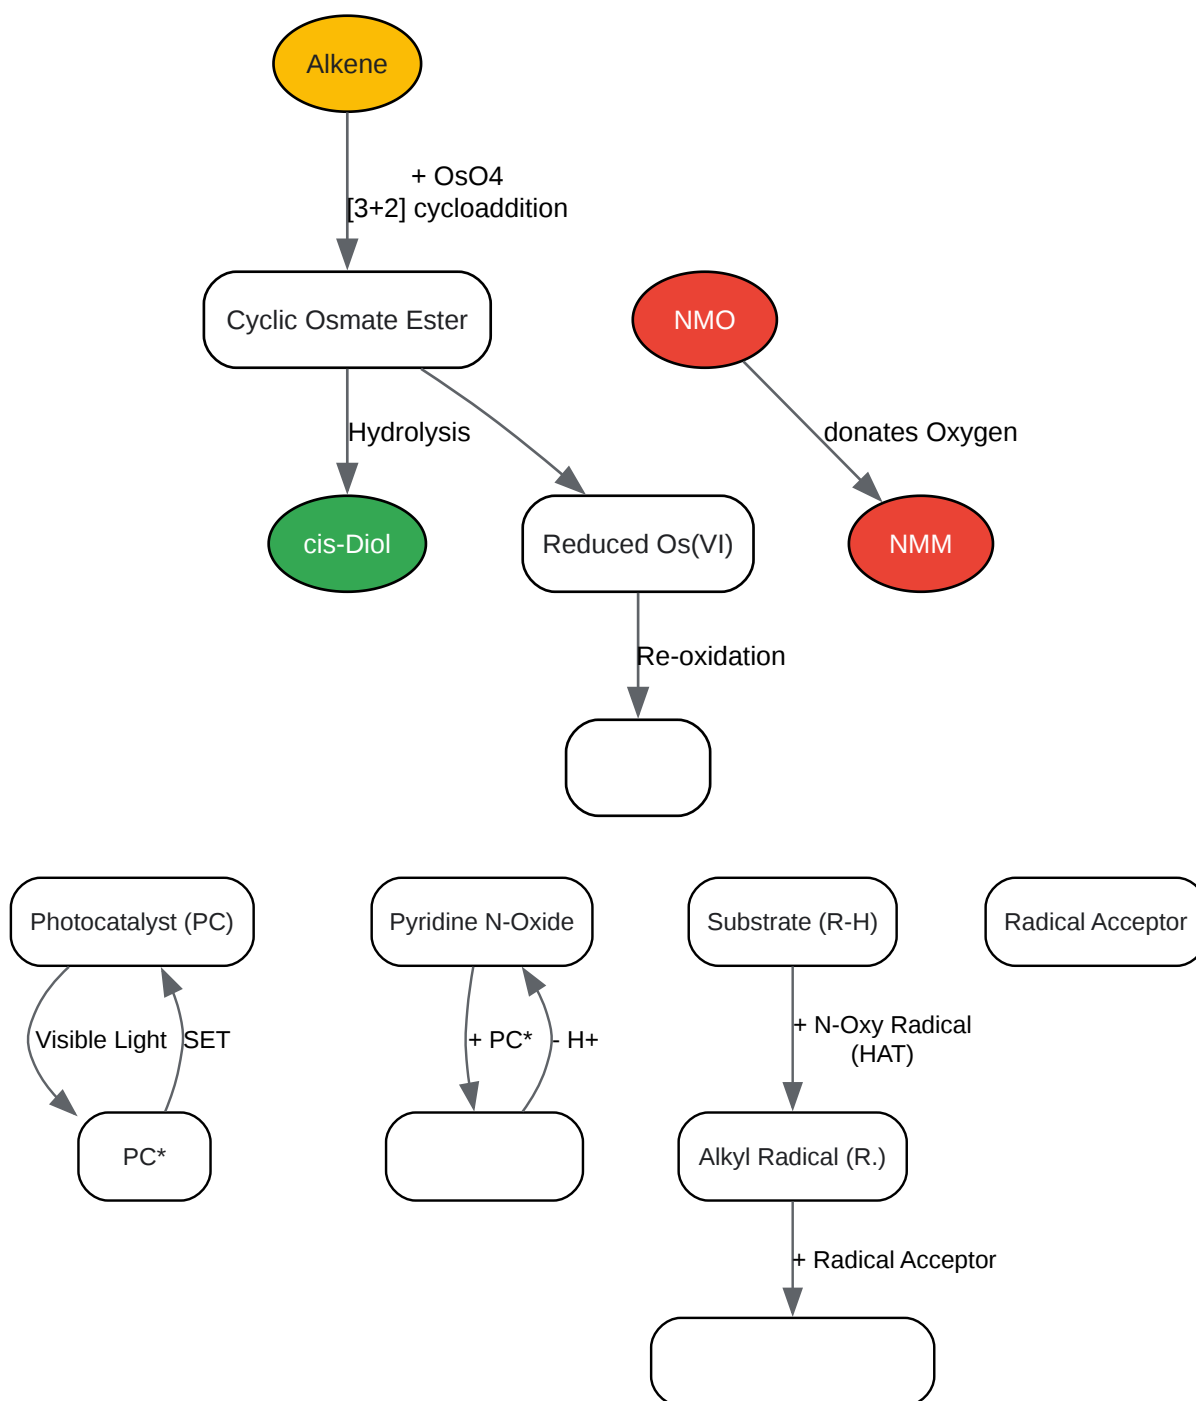 Alkene
+ OsO4
[3+2] cycloaddition
Cyclic Osmate Ester
NMO
Hydrolysis
donates Oxygen
cis-Diol
Reduced Os(VI)
NMM
Re-oxidation
Photocatalyst (PC)
Pyridine N-Oxide
Substrate (R-H)
Radical Acceptor
Visible Light
SET
+ PC*
- H+
+ N-Oxy Radical
(HAT)
PC*
Alkyl Radical (R.)
+ Radical Acceptor